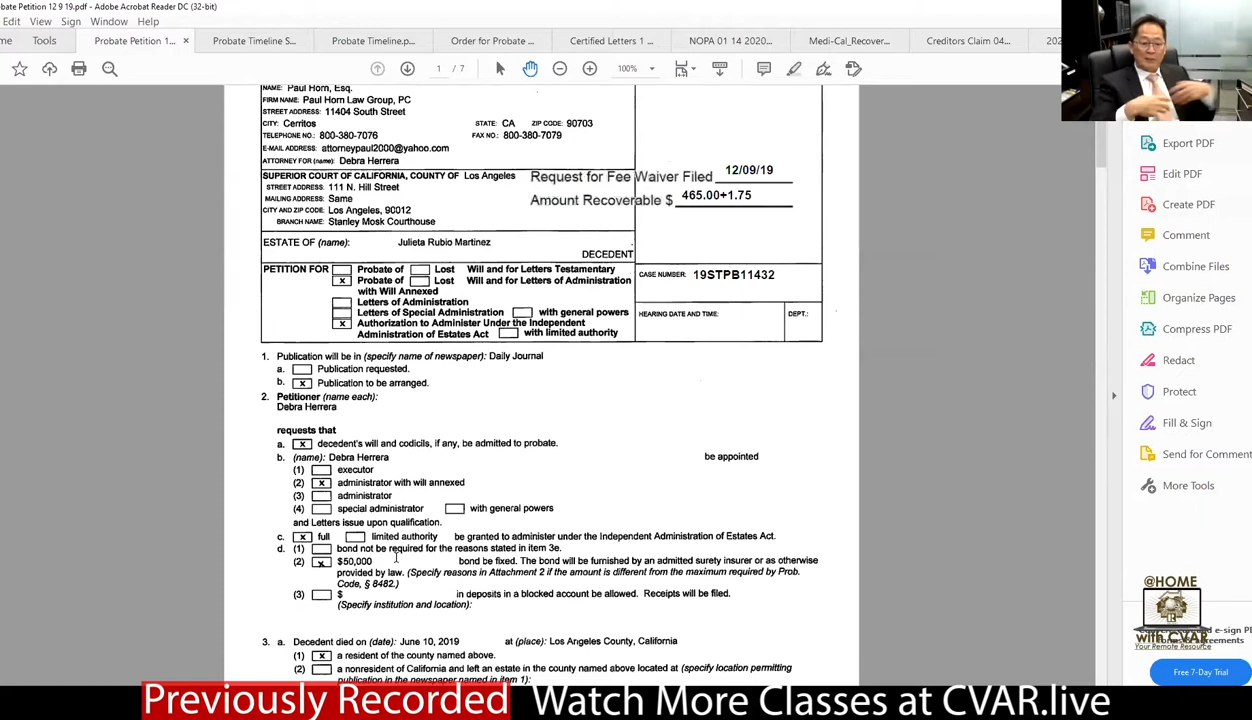 bate Petition 12 9 19.pdf) - Adobe Acrobat Reader DC (32-bit)
Edit View Sign Window Help
me Tools Probate Petition 1... × Probate Timeline S... Probate Timeline.p... Order for Probate ... Certified Letters 1 ... NOPA 01 14 2020... Medi-Cal_Recover... Creditors Claim 04... 202
1 / 7 100%
NAME: Paul Horn, Esq.
FIRM NAME: Paul Horn Law Group, PC
STREET ADDRESS: 11404 South Street
CITY: Cerritos STATE: CA ZIP CODE: 90703
TELEPHONE NO.: 800-380-7076 FAX NO.: 800-380-7079
E-MAIL ADDRESS: attorneypaul2000@yahoo.com
ATTORNEY FOR (name): Debra Herrera
SUPERIOR COURT OF CALIFORNIA, COUNTY OF Los Angeles
STREET ADDRESS: 111 N. Hill Street
MAILING ADDRESS: Same
CITY AND ZIP CODE: Los Angeles, 90012
BRANCH NAME: Stanley Mosk Courthouse
Request for Fee Waiver Filed 12/09/19
Amount Recoverable $ 465.00+1.75
ESTATE OF (name): Julieta Rubio Martinez
DECEDENT
PETITION FOR Probate of Lost Will and for Letters Testamentary
x Probate of Lost Will and for Letters of Administration
with Will Annexed
Letters of Administration
Letters of Special Administration with general powers
x Authorization to Administer Under the Independent
Administration of Estates Act with limited authority
CASE NUMBER: 19STPB11432
HEARING DATE AND TIME: DEPT.:
1. Publication will be in (specify name of newspaper): Daily Journal
a. Publication requested.
b. x Publication to be arranged.
2. Petitioner (name each):
Debra Herrera
requests that
a. x decedent's will and codicils, if any, be admitted to probate.
b. (name): Debra Herrera be appointed
(1) executor
(2) x administrator with will annexed
(3) administrator
(4) special administrator with general powers
and Letters issue upon qualification.
c. x full limited authority be granted to administer under the Independent Administration of Estates Act.
d. (1) bond not be required for the reasons stated in item 3e.
(2) x $50,000 bond be fixed. The bond will be furnished by an admitted surety insurer or as otherwise
provided by law. (Specify reasons in Attachment 2 if the amount is different from the maximum required by Prob.
Code, § 8482.)
(3) $ in deposits in a blocked account be allowed. Receipts will be filed.
(Specify institution and location):
3. a. Decedent died on (date): June 10, 2019 at (place): Los Angeles County, California
(1) x a resident of the county named above.
(2) a nonresident of California and left an estate in the county named above located at (specify location permitting
publication in the newspaper named in item 1):
Export PDF
Edit PDF
Create PDF
Comment
Combine Files
Organize Pages
Compress PDF
Redact
Protect
Fill & Sign
Send for Comment
More Tools
@HOME
with CVAR
Your Remote Resource
e-sign P
agreements
Free 7-Day Trial
Previously Recorded Watch More Classes at CVAR.live